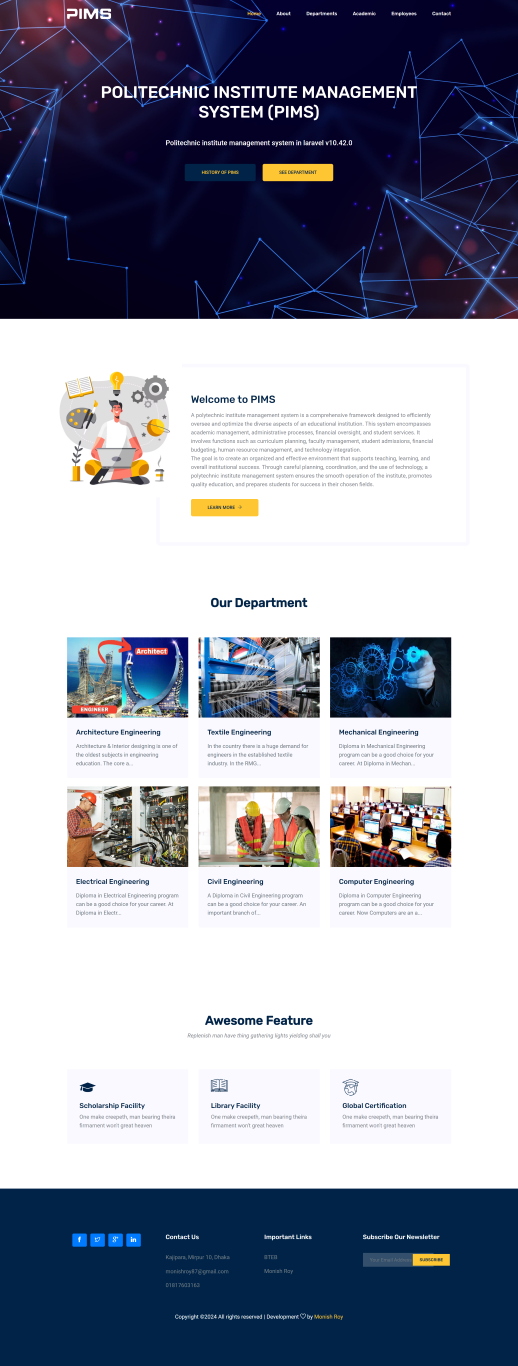 PIMS
Home About Departments Academic Employees Contact
POLITECHNIC INSTITUTE MANAGEMENT
SYSTEM (PIMS)
Politechnic institute management system in laravel v10.42.0
HISTORY OF PIMS
SEE DEPARTMENT
Welcome to PIMS
A polytechnic institute management system is a comprehensive framework designed to efficiently
oversee and optimize the diverse aspects of an educational institution. This system encompasses
academic management, administrative processes, financial oversight, and student services. It
involves functions such as curriculum planning, faculty management, student admissions, financial
budgeting, human resource management, and technology integration.
The goal is to create an organized and effective environment that supports teaching, learning, and
overall institutional success. Through careful planning, coordination, and the use of technology, a
polytechnic institute management system ensures the smooth operation of the institute, promotes
quality education, and prepares students for success in their chosen fields.
LEARN MORE →
Our Department
Architect
ENGINEER
Architecture Engineering
Architecture & Interior designing is one of
the oldest subjects in engineering
education. The core a...
Textile Engineering
In the country there is a huge demand for
engineers in the established textile
industry. In the RMG...
Mechanical Engineering
Diploma in Mechanical Engineering
program can be a good choice for your
career. At Diploma in Mechan...
Electrical Engineering
Diploma in Electrical Engineering program
can be a good choice for your career. At
Diploma in Electr...
Civil Engineering
A Diploma in Civil Engineering program
can be a good choice for your career. An
important branch of...
Computer Engineering
Diploma in Computer Engineering
program can be a good choice for your
career. Now Computers are an a...
Awesome Feature
Replenish man have thing gathering lights yielding shall you
Scholarship Facility
One make creepeth, man bearing theira
firmament won't great heaven
Library Facility
One make creepeth, man bearing theira
firmament won't great heaven
Global Certification
One make creepeth, man bearing theira
firmament won't great heaven
Contact Us
Kajipara, Mirpur 10, Dhaka
monishroy87@gmail.com
01817603163
Important Links
BTEB
Monish Roy
Subscribe Our Newsletter
Your Email Address
SUBSCRIBE
Copyright ©2024 All rights reserved | Development ♡ by Monish Roy